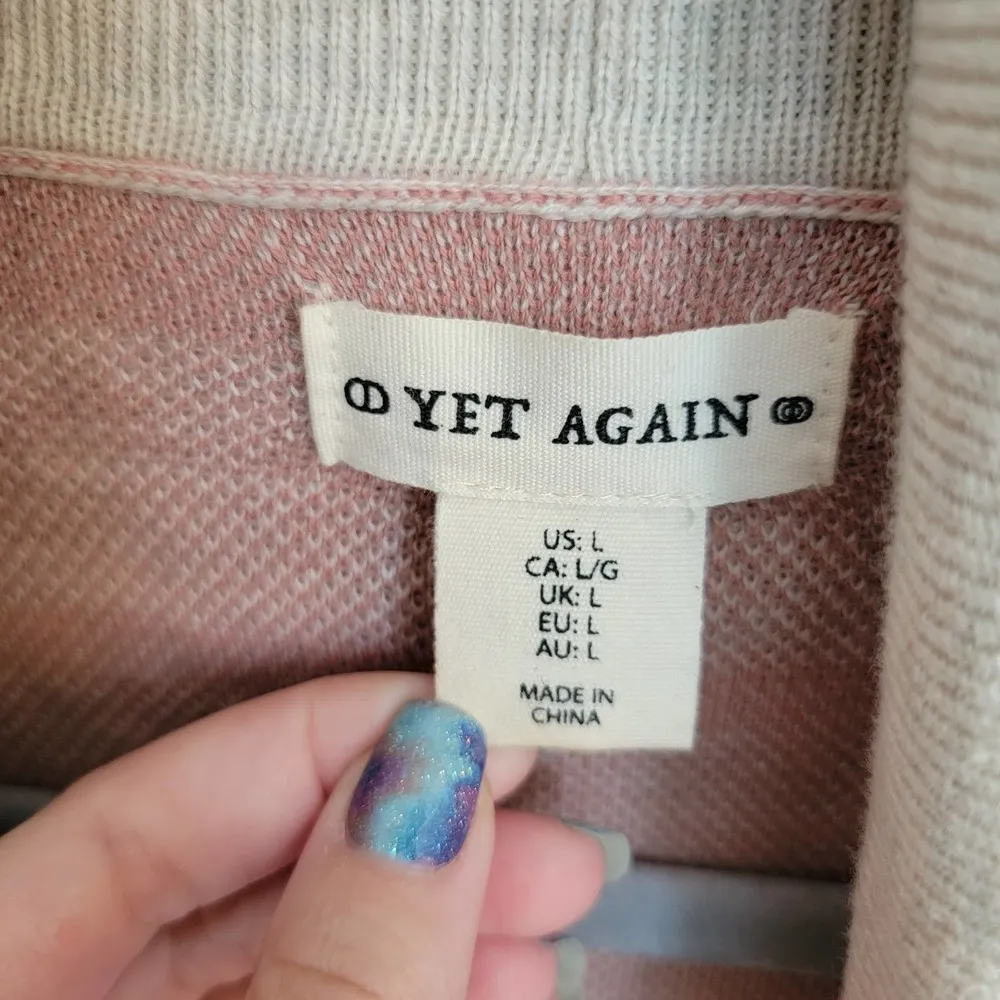 YET AGAIN
US: L
CA: L/G
UK: L
EU: L
AU: L
MADE IN
CHINA